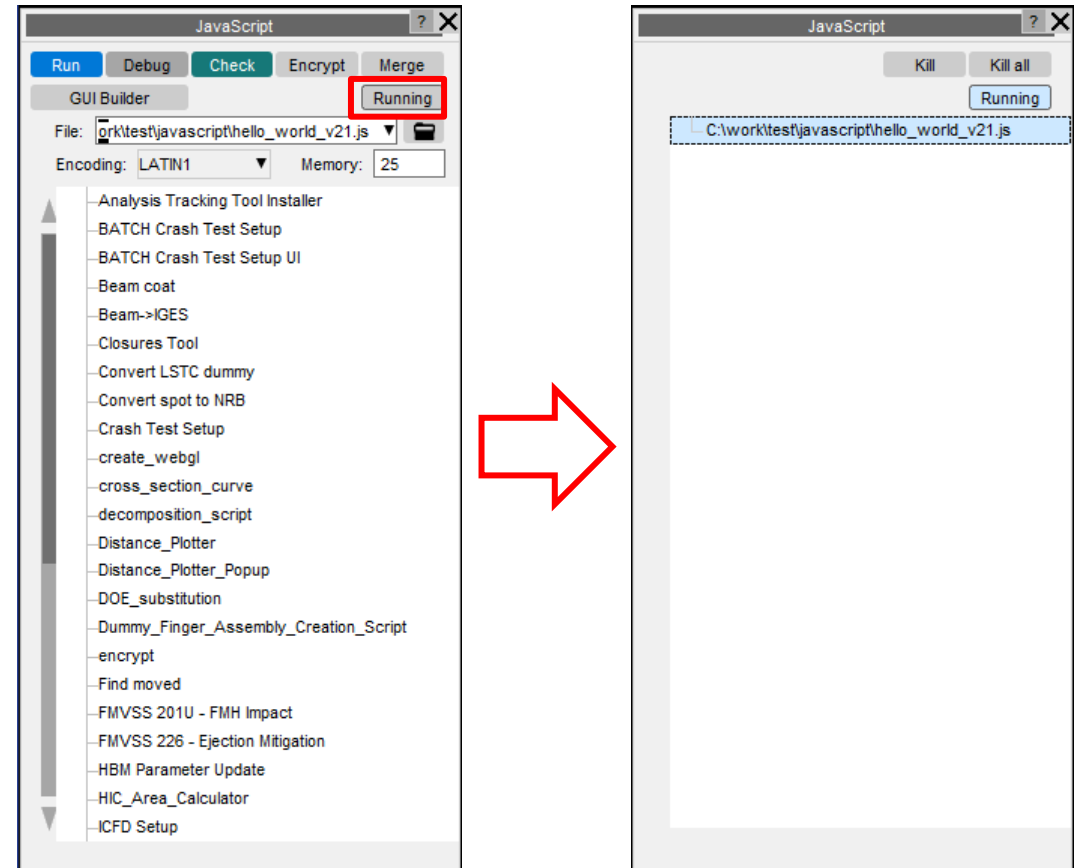 JavaScript ?
Run Debug Check Encrypt Merge
GUI Builder Running
File: ork\test\javascript\hello_world_v21.js
Encoding: LATIN1 Memory: 25
Analysis Tracking Tool Installer
BATCH Crash Test Setup
BATCH Crash Test Setup UI
Beam coat
Beam->IGES
Closures Tool
Convert LSTC dummy
Convert spot to NRB
Crash Test Setup
create_webgl
cross_section_curve
decomposition_script
Distance_Plotter
Distance_Plotter_Popup
DOE_substitution
Dummy_Finger_Assembly_Creation_Script
encrypt
Find moved
FMVSS 201U - FMH Impact
FMVSS 226 - Ejection Mitigation
HBM Parameter Update
HIC_Area_Calculator
ICFD Setup
JavaScript ?
Kill Kill all
Running
C:\work\test\javascript\hello_world_v21.js